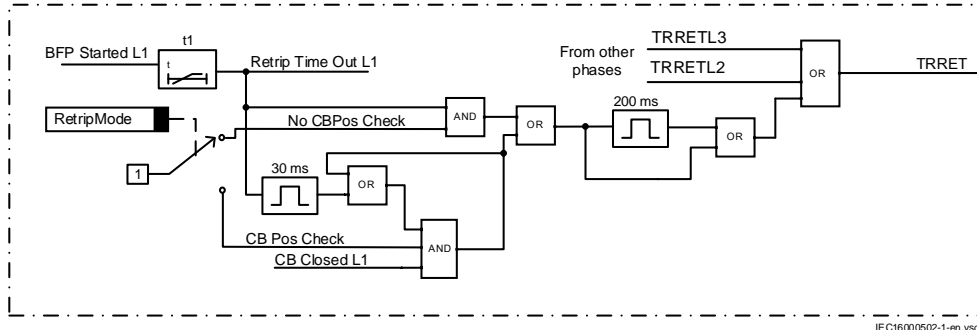 BFP Started L1
t1
t
Retrip Time Out L1
From other
phases
TRRETL3
TRRETL2
OR
TRRET
RetripMode
No CBPos Check
AND
OR
200 ms
OR
1
30 ms
OR
CB Pos Check
AND
CB Closed L1
IEC16000502-1-en.vsd